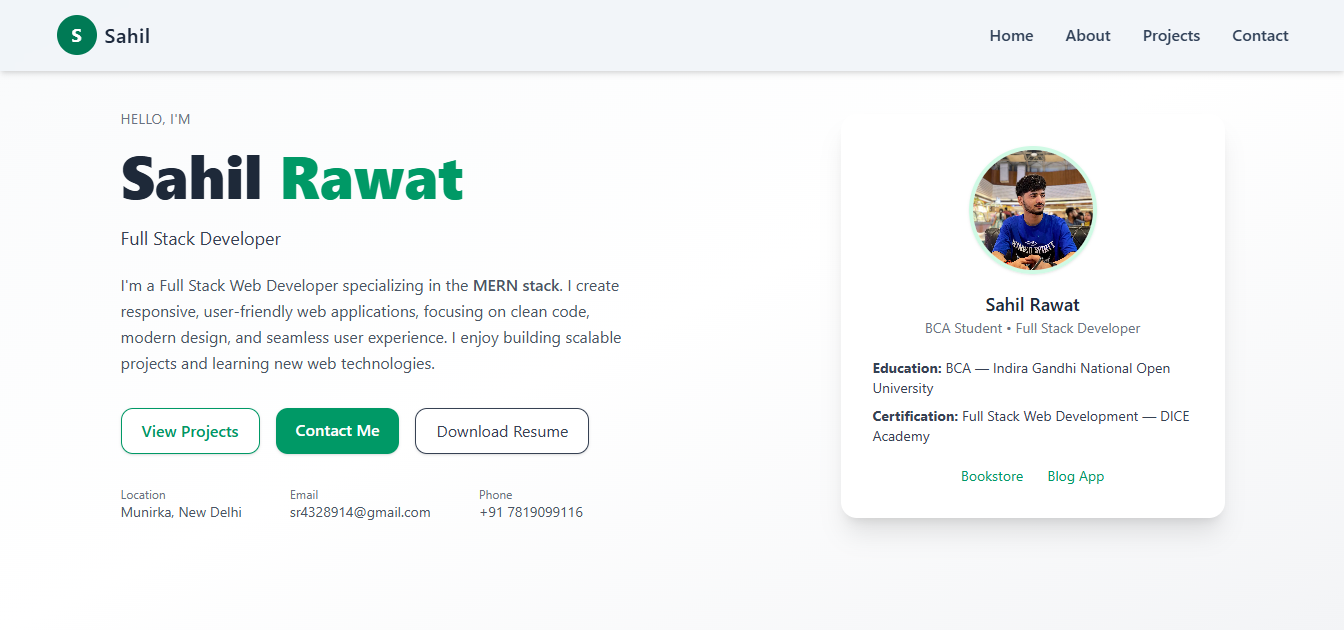 S Sahil
Home About Projects Contact
HELLO, I'M
Sahil Rawat
Full Stack Developer
I'm a Full Stack Web Developer specializing in the MERN stack. I create
responsive, user-friendly web applications, focusing on clean code,
modern design, and seamless user experience. I enjoy building scalable
projects and learning new web technologies.
View Projects
Contact Me
Download Resume
Location
Munirka, New Delhi
Email
sr4328914@gmail.com
Phone
+91 7819099116
Sahil Rawat
BCA Student • Full Stack Developer
Education: BCA — Indira Gandhi National Open
University
Certification: Full Stack Web Development — DICE
Academy
Bookstore Blog App